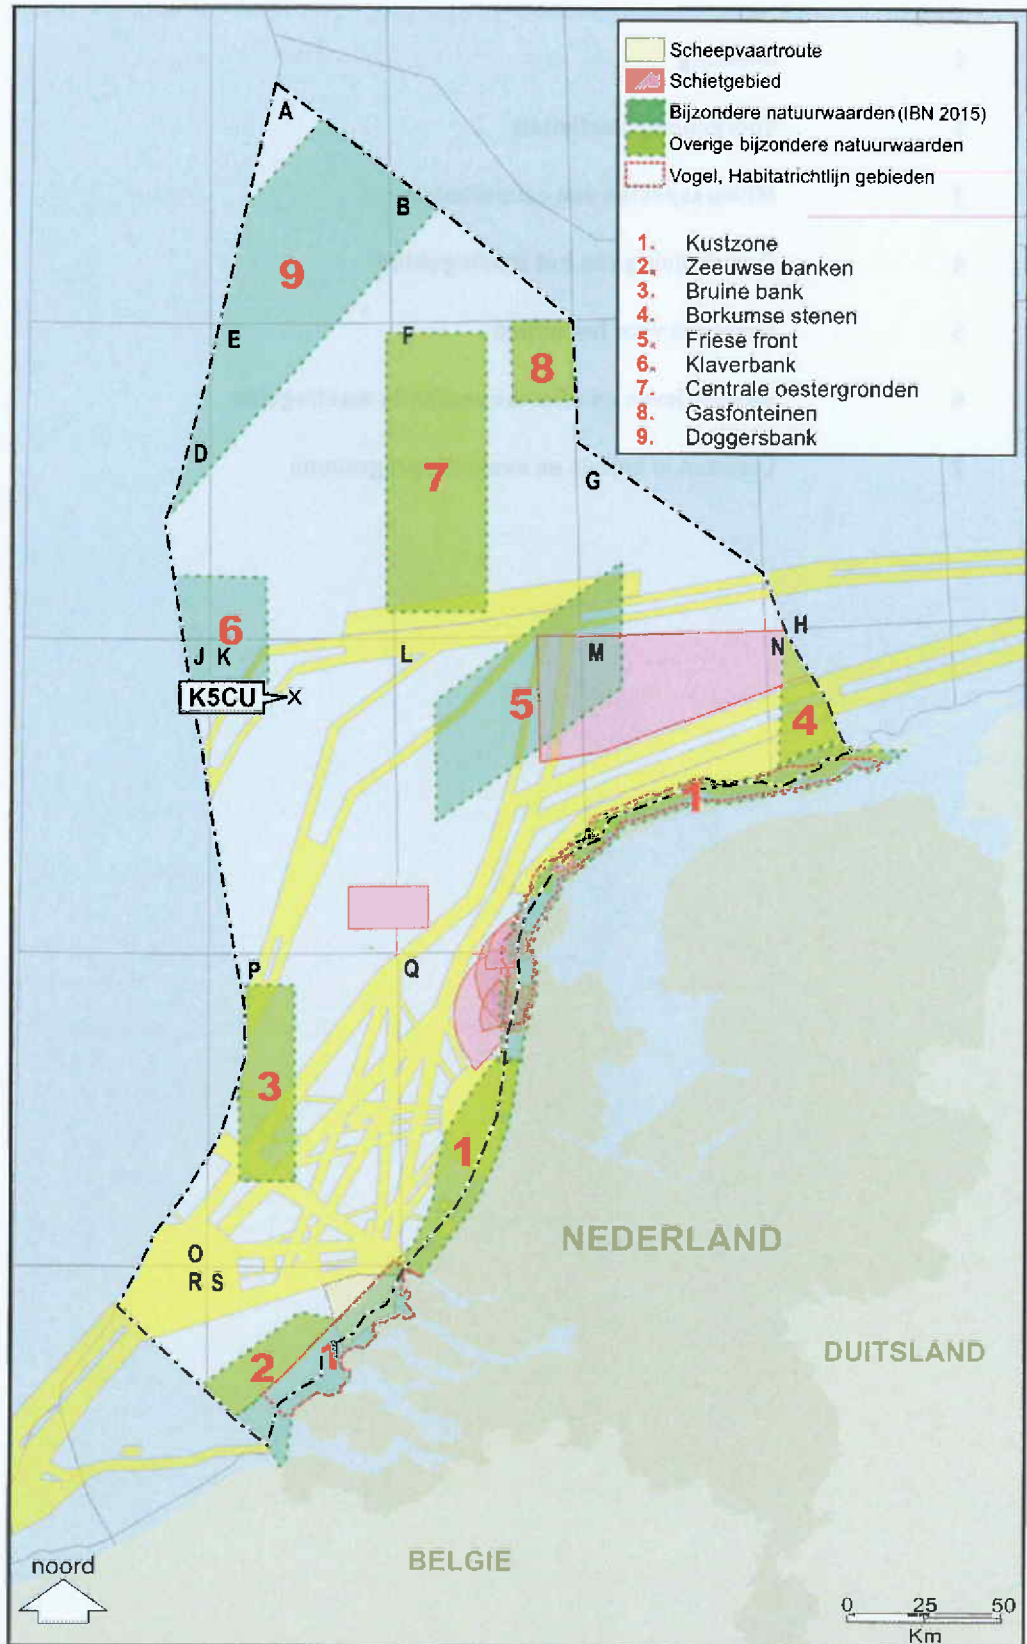 Scheepvaartroute
Schietgebied
Bijzondere natuurwaarden (IBN 2015)
Overige bijzondere natuurwaarden
Vogel, Habitatrichtlijn gebieden
1. Kustzone
2. Zeeuwse banken
3. Bruine bank
4. Borkumse stenen
5. Friese front
6. Klaverbank
7. Centrale oestergronden
8. Gasfonteinen
9. Doggersbank
A
B
9
E
F
8
D
7
G
6
H
J K
L
M
N
K5CU
X
5
4
1
P
Q
3
1
NEDERLAND
O
R S
2
1
DUITSLAND
BELGIE
noord
0 25 50
Km